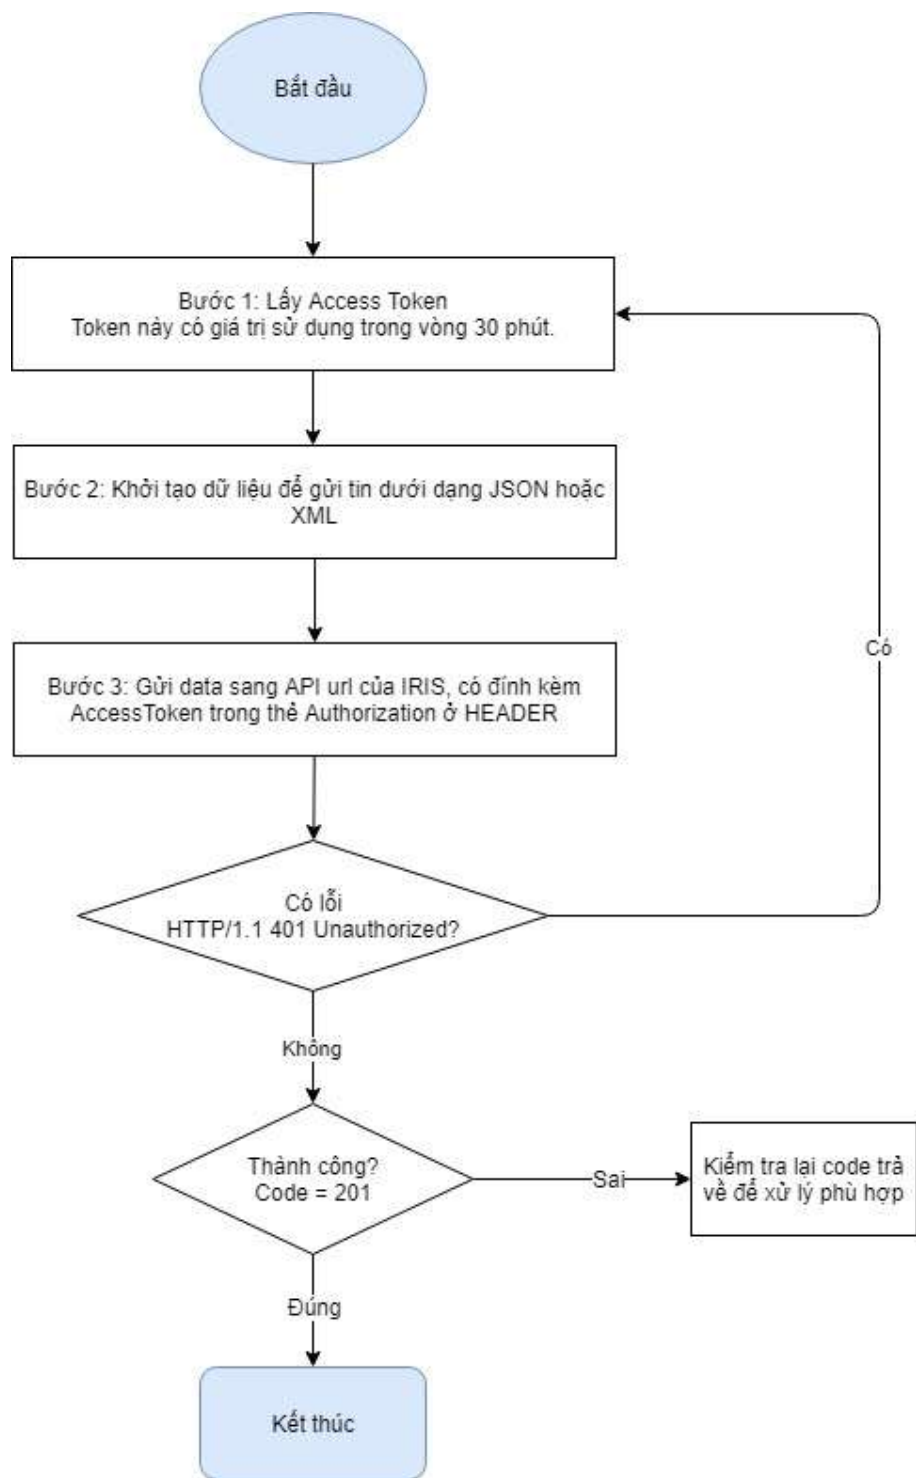 Bắt đầu
Bước 1: Lấy Access Token
Token này có giá trị sử dụng trong vòng 30 phút.
Bước 2: Khởi tạo dữ liệu để gửi tin dưới dạng JSON hoặc
XML
Có
Bước 3: Gửi data sang API url của IRIS, có đính kèm
AccessToken trong thẻ Authorization ở HEADER
Có lỗi
HTTP/1.1 401 Unauthorized?
Không
Thành công?
Code = 201
Sai
Kiểm tra lại code trả
về để xử lý phù hợp
Đúng
Kết thúc